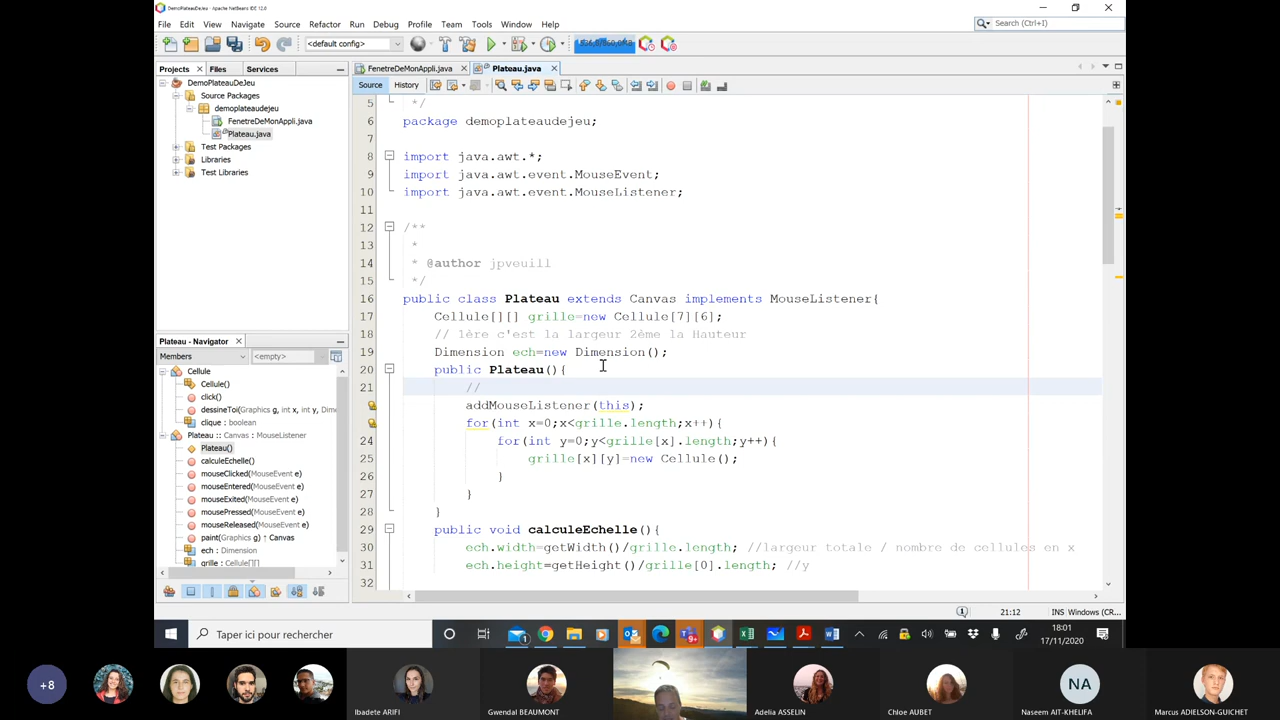 DemoPlateauDeJeu - Apache NetBeans IDE 12.0
File Edit View Navigate Source Refactor Run Debug Profile Team Tools Window Help
Search (Ctrl+I)
<default config>
Projects Files Services
FenetreDeMonAppli.java Plateau.java
Source History
DemoPlateauDeJeu
Source Packages
demoplateaudejeu
FenetreDeMonAppli.java
Plateau.java
Test Packages
Libraries
Test Libraries
Plateau - Navigator
Members <empty>
Cellule
Cellule()
click()
dessineToi(Graphics g, int x, int y, Dim
clique : boolean
Plateau :: Canvas : MouseListener
Plateau()
calculeEchelle()
mouseClicked(MouseEvent e)
mouseEntered(MouseEvent e)
mouseExited(MouseEvent e)
mousePressed(MouseEvent e)
mouseReleased(MouseEvent e)
paint(Graphics g) ↑ Canvas
ech : Dimension
grille : Cellule[][]
5 */
6 package demoplateaudejeu;
7
8 import java.awt.*;
9 import java.awt.event.MouseEvent;
10 import java.awt.event.MouseListener;
11
12 /**
13 *
14 * @author jpveuill
15 */
16 public class Plateau extends Canvas implements MouseListener{
17 Cellule[][] grille=new Cellule[7][6];
18 // 1ère c'est la largeur 2ème la Hauteur
19 Dimension ech=new Dimension();
20 public Plateau(){
21 //
addMouseListener(this);
for(int x=0;x<grille.length;x++){
24 for(int y=0;y<grille[x].length;y++){
25 grille[x][y]=new Cellule();
26 }
27 }
28 }
29 public void calculeEchelle(){
30 ech.width=getWidth()/grille.length; //largeur totale / nombre de cellules en x
31 ech.height=getHeight()/grille[0].length; //y
32
21:12 INS Windows (CR...
Taper ici pour rechercher
18:01
17/11/2020
+8
Ibadete ARIFI
Gwendal BEAUMONT
Adelia ASSELIN
Chloe AUBET
NA
Naseem AIT-KHELIFA
Marcus ADIELSON-GUICHET